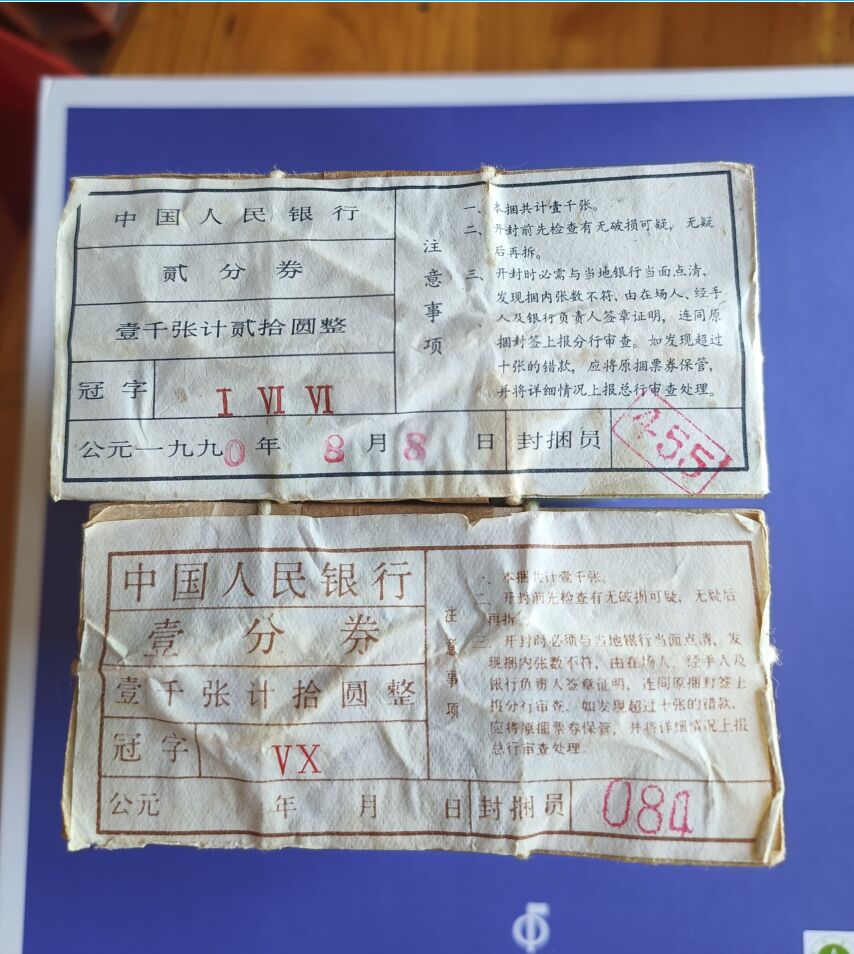 中国人民银行
贰分券
壹千张计贰拾圆整
冠字 I VI VI
公元一九九0年 8月8日 封捆员
注意事项
一、本捆共计壹千张。
二、开封前先检查有无破损可疑，无疑
后再拆。
三、开封时必需与当地银行当面点清，
发现捆内张数不符，由在场人、经手
人及银行负责人签章证明，连同原
捆封签上报分行审查。如发现超过
十张的错款，应将原捆票券保管，
并将详细情况上报总行审查处理。
中国人民银行
壹分券
壹千张计拾圆整
冠字 VX
公元 年 月 日 封捆员 084
注意事项
一、本捆共计壹千张。
二、开封前先检查有无破损可疑，无疑后
再拆。
三、开封时必须与当地银行当面点清，发
现捆内张数不符，由在场人、经手人及
银行负责人签章证明，连同原捆封签上
报分行审查。如发现超过十张的错款，
应将原捆票券保管，并将详细情况上报
总行审查处理。